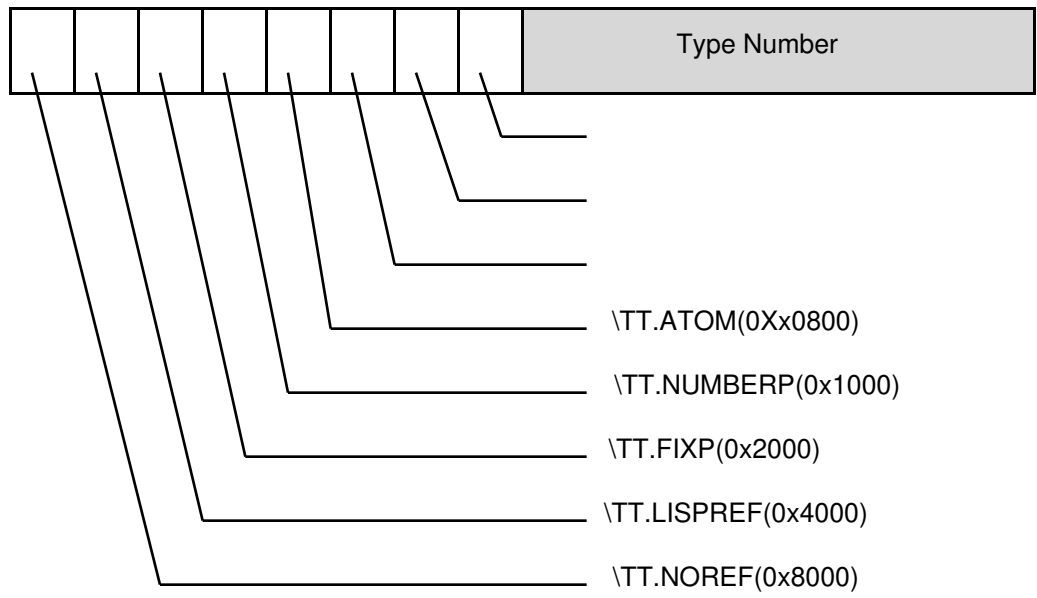 Type Number
\TT.ATOM(0Xx0800)
\TT.NUMBERP(0x1000)
\TT.FIXP(0x2000)
\TT.LISPREF(0x4000)
\TT.NOREF(0x8000)